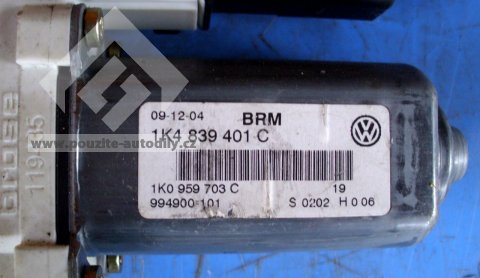 09-12-04 BRM
1K4 839 401 C
www.pouzite-autodily.cz
1K0 959 703 C 19
994900-101 S 0202 H 0 06
brose